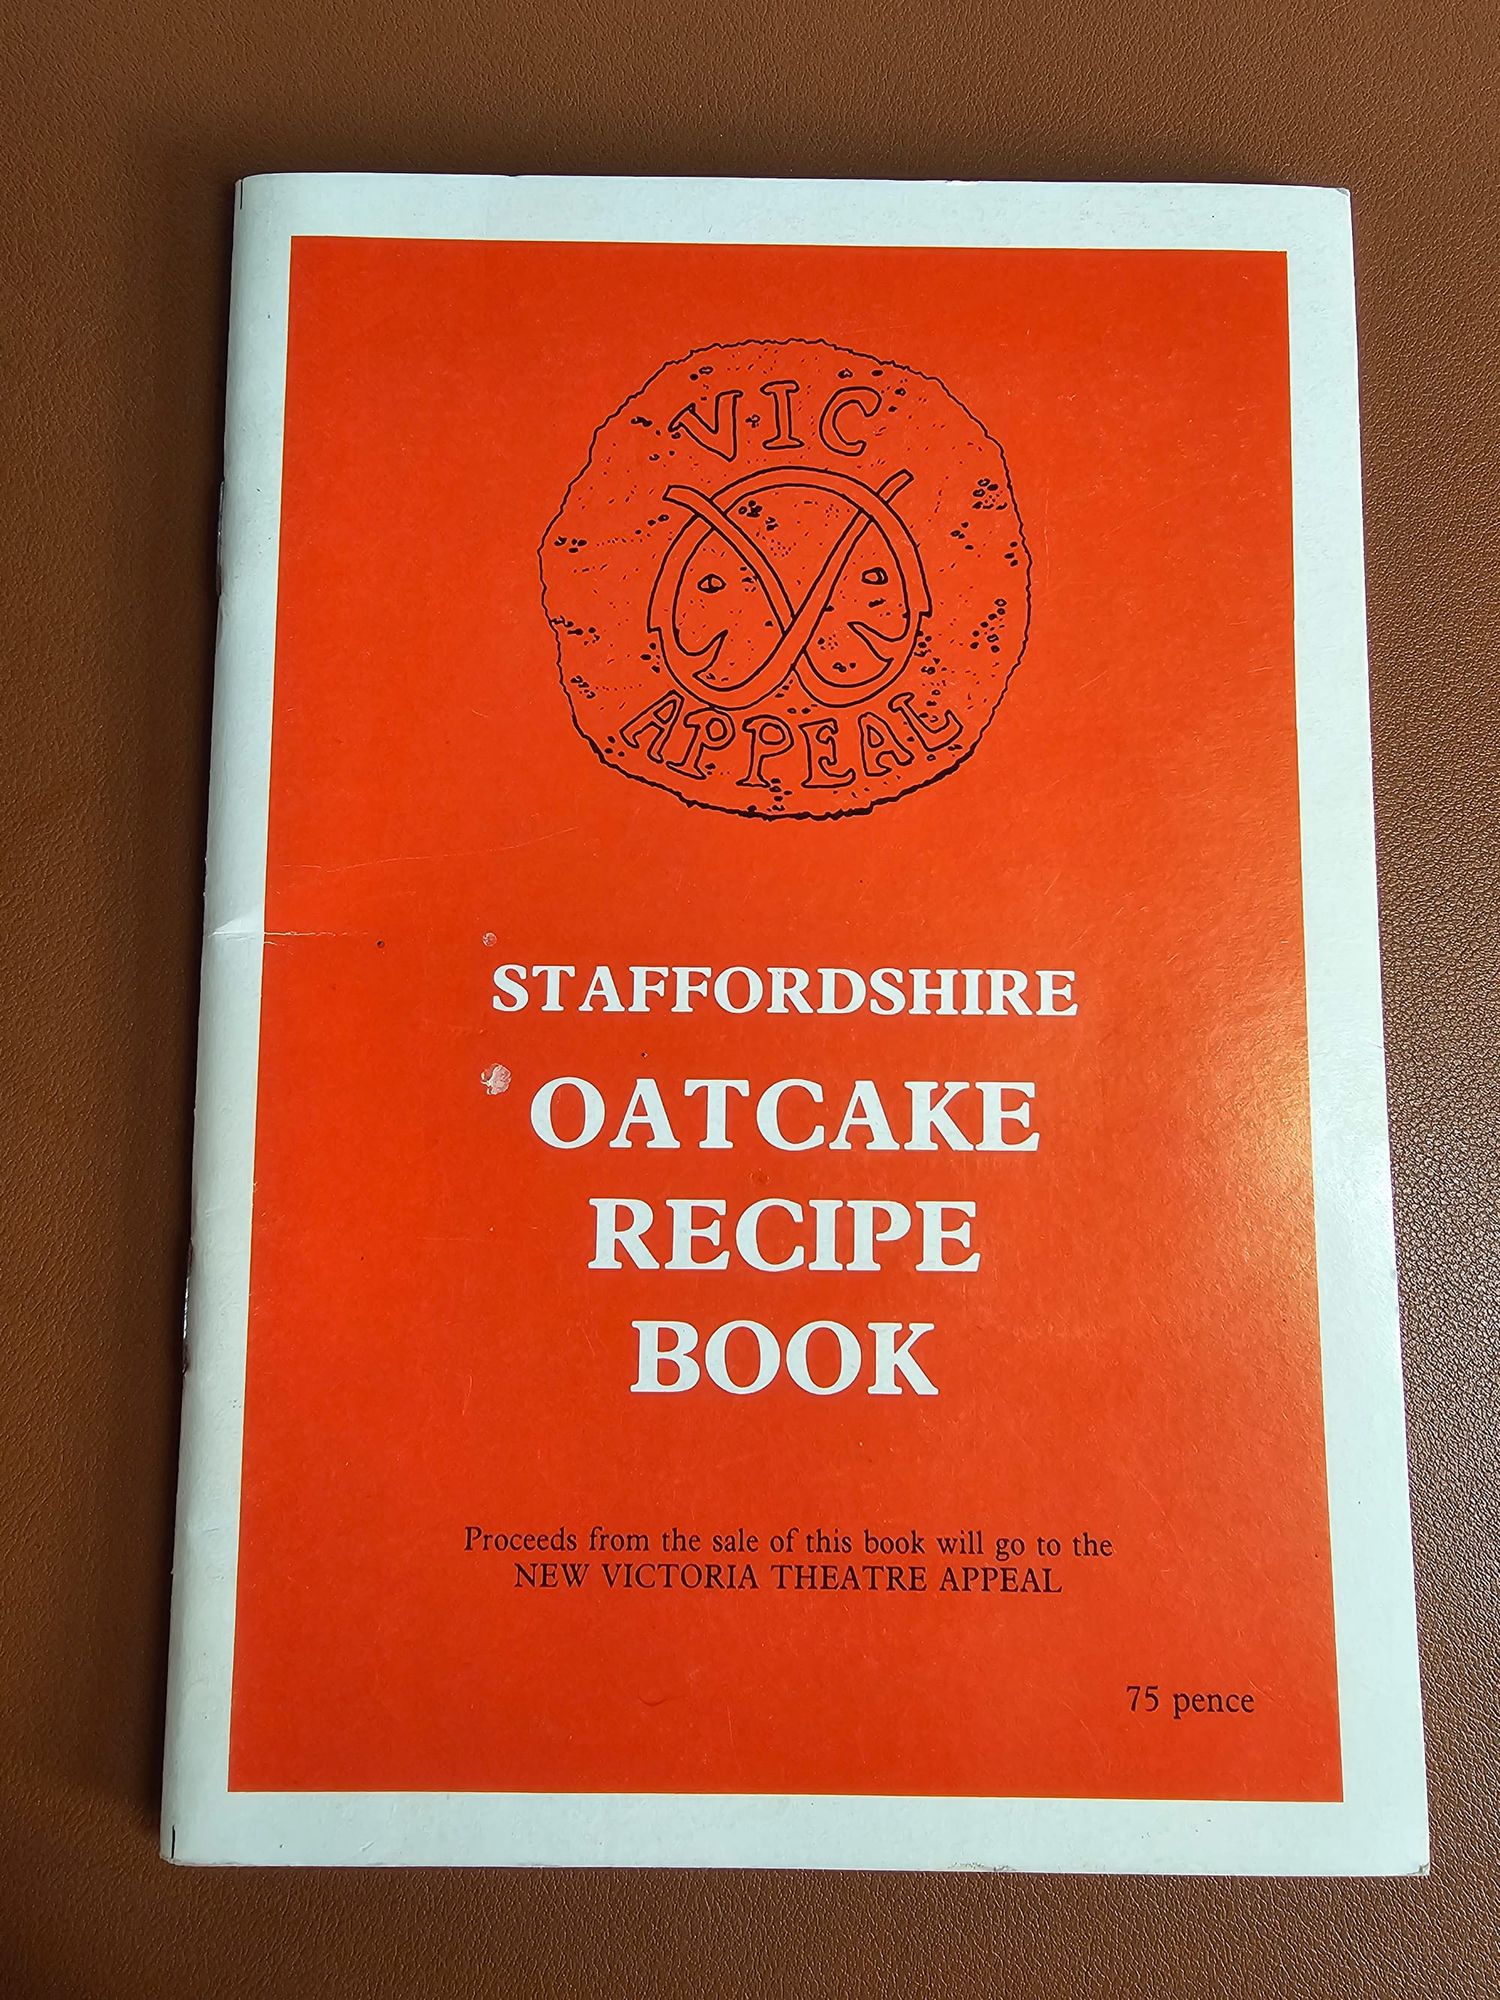 VIC
APPEAL
STAFFORDSHIRE
OATCAKE
RECIPE
BOOK
Proceeds from the sale of this book will go to the
NEW VICTORIA THEATRE APPEAL
75 pence